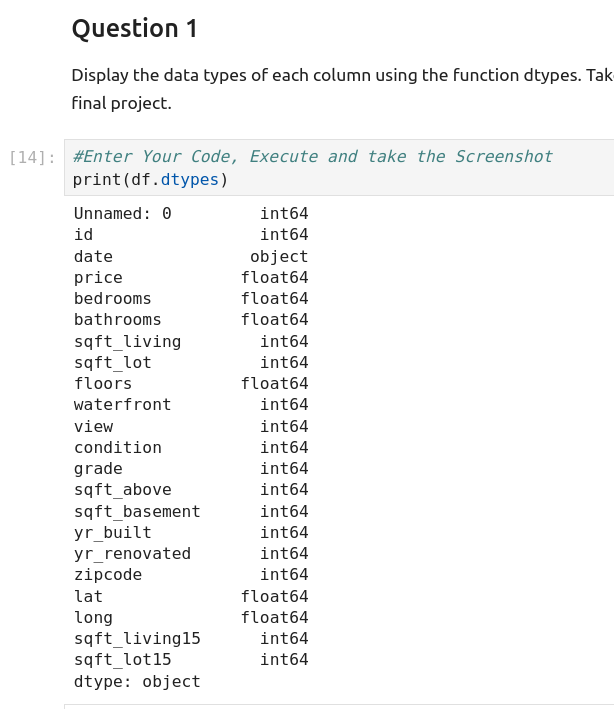 Question 1
Display the data types of each column using the function dtypes. Tak
final project.
[14]:
#Enter Your Code, Execute and take the Screenshot
print(df.dtypes)
Unnamed: 0         int64
id                 int64
date              object
price            float64
bedrooms         float64
bathrooms        float64
sqft_living        int64
sqft_lot           int64
floors           float64
waterfront         int64
view               int64
condition          int64
grade              int64
sqft_above         int64
sqft_basement      int64
yr_built           int64
yr_renovated       int64
zipcode            int64
lat              float64
long             float64
sqft_living15      int64
sqft_lot15         int64
dtype: object